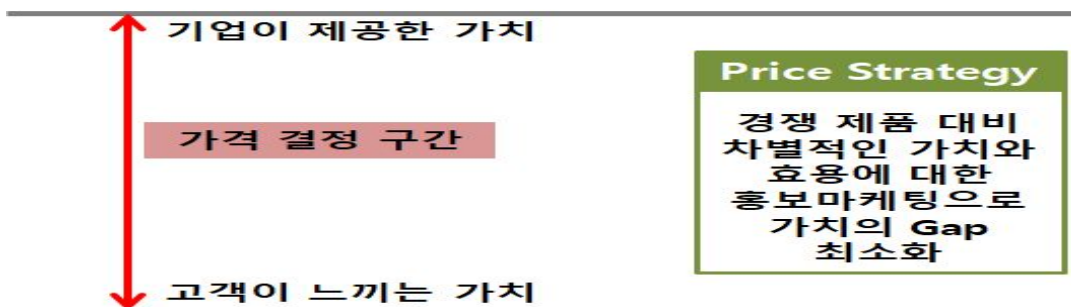 기업이 제공한 가치
가격 결정 구간
고객이 느끼는 가치
Price Strategy
경쟁 제품 대비
차별적인 가치와
효용에 대한
홍보마케팅으로
가치의 Gap
최소화